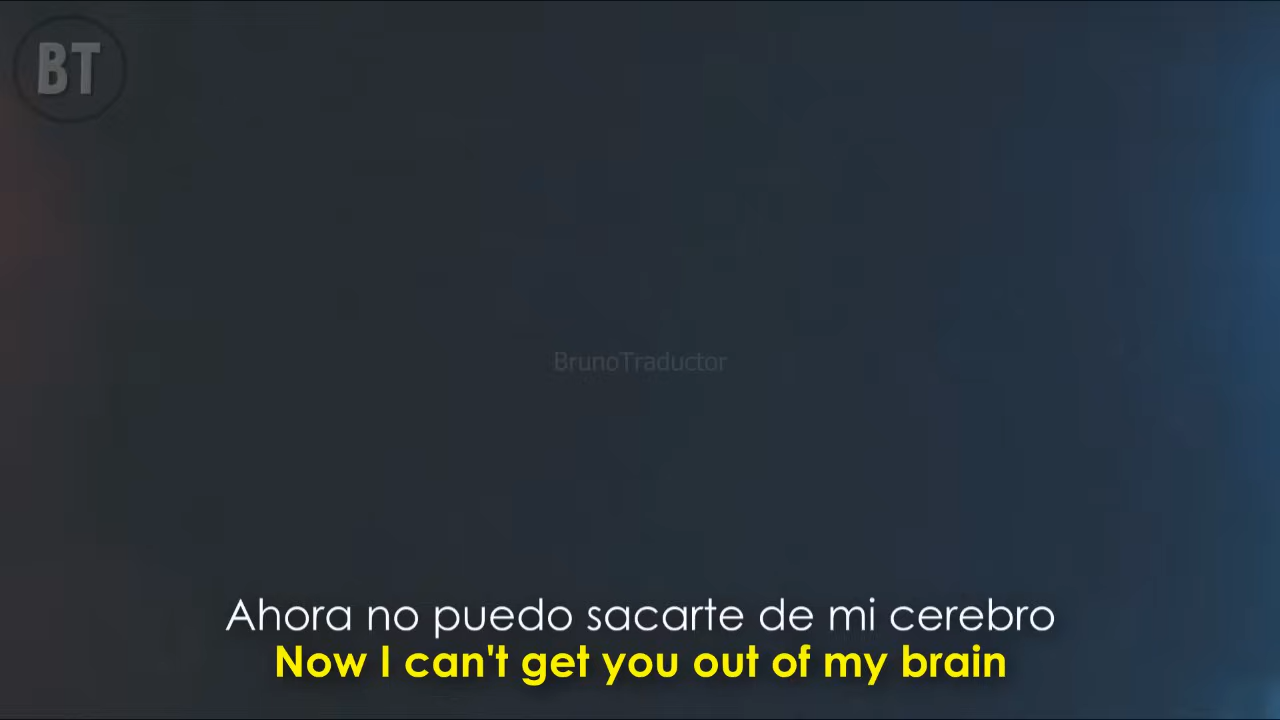 BT
BrunoTraductor
Ahora no puedo sacarte de mi cerebro
Now I can't get you out of my brain